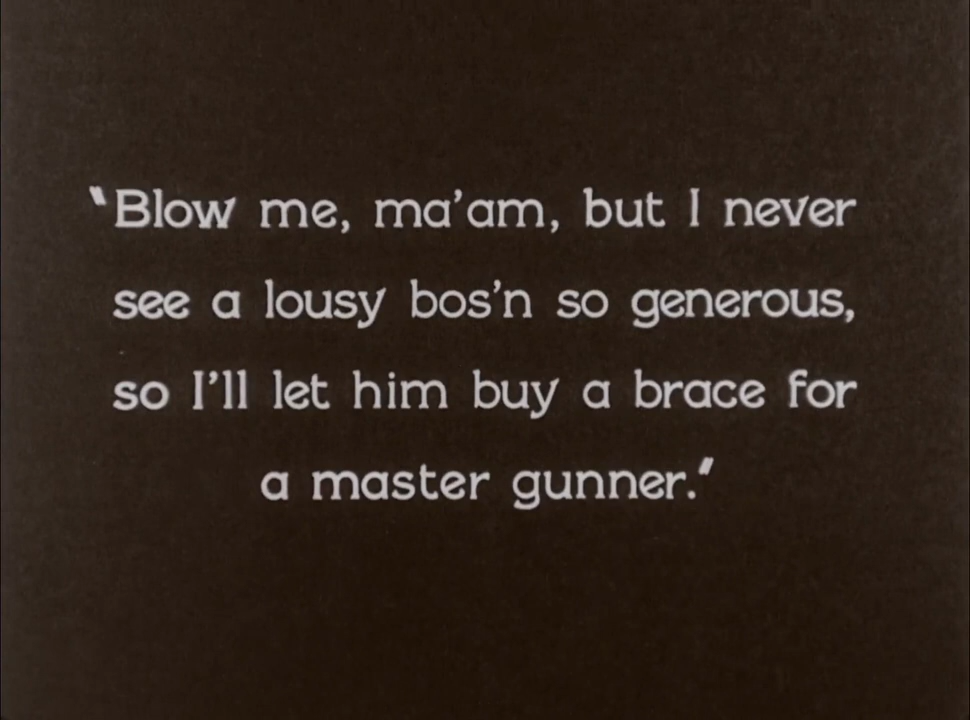 "Blow me, ma'am, but I never
see a lousy bos'n so generous,
so I'll let him buy a brace for
a master gunner."